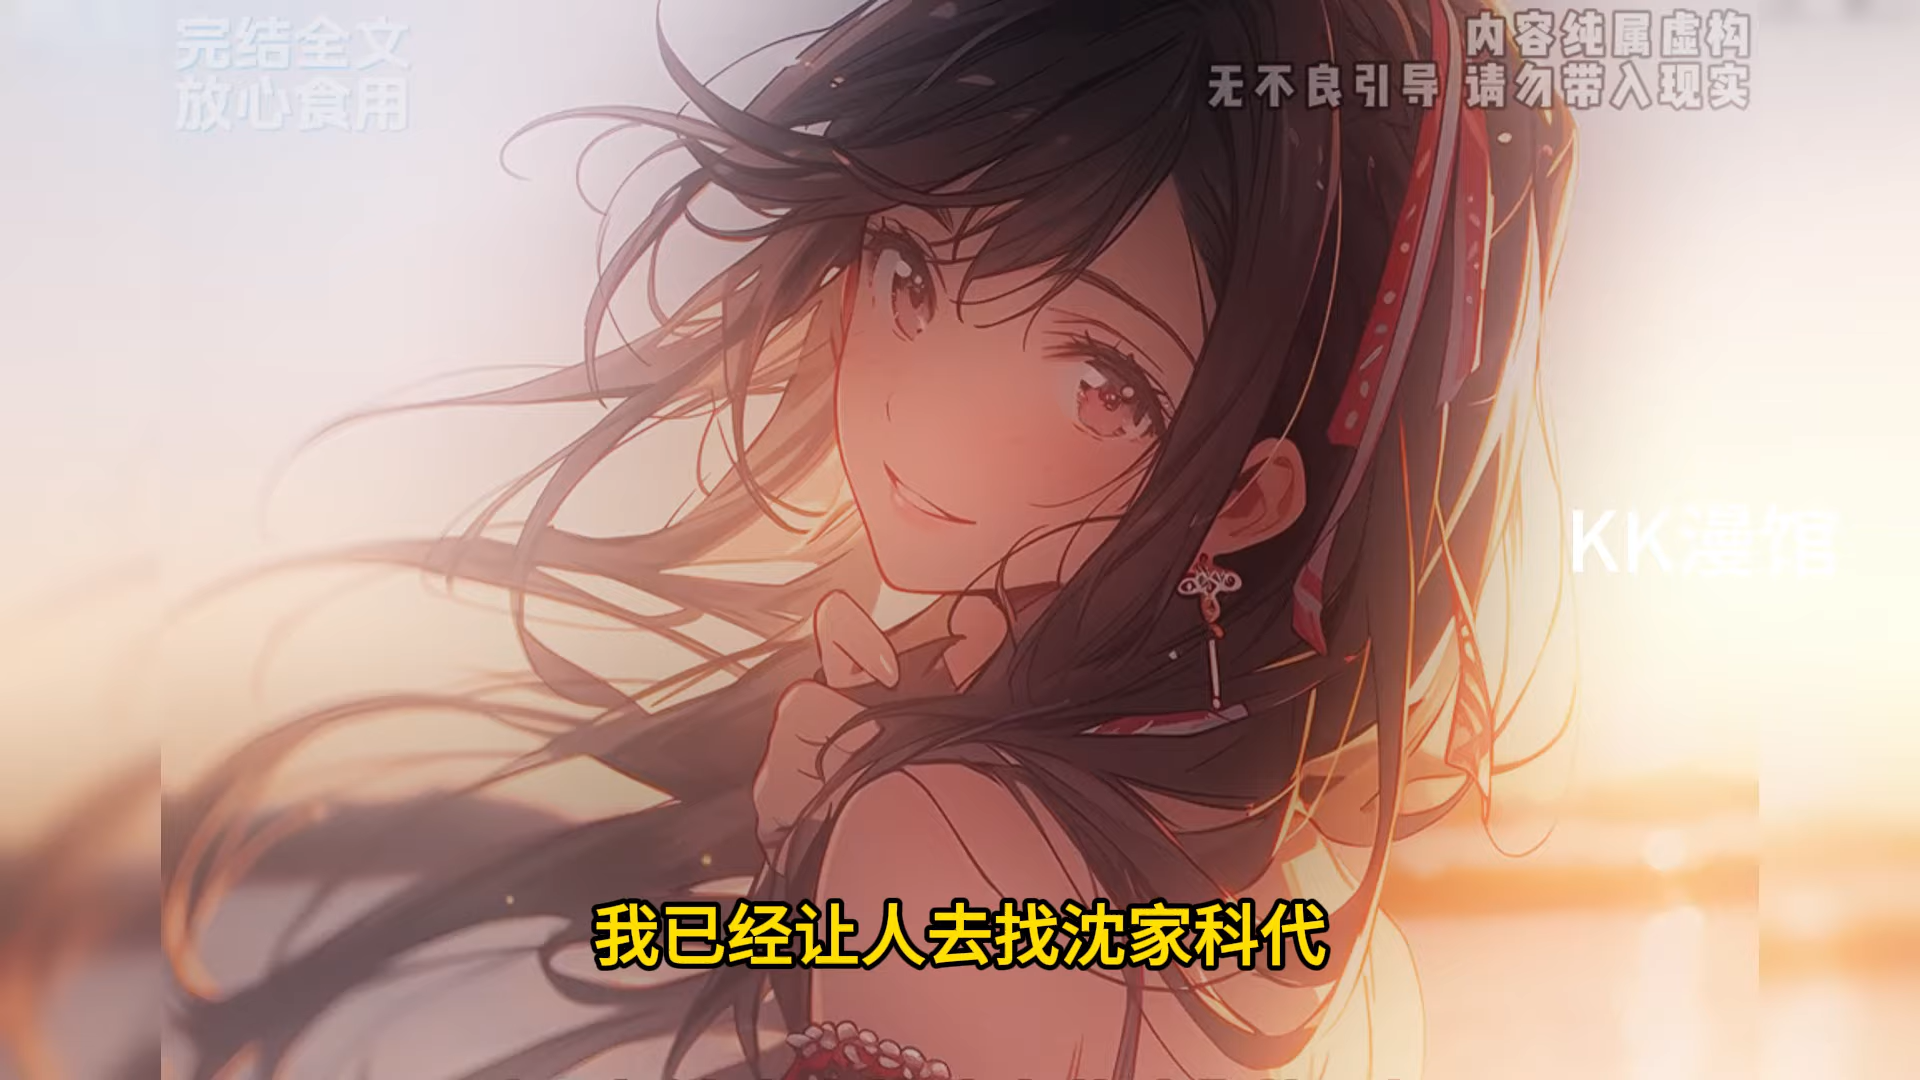 完结全文
放心食用
内容纯属虚构
无不良引导 请勿带入现实
KK漫馆
我已经让人去找沈家科代